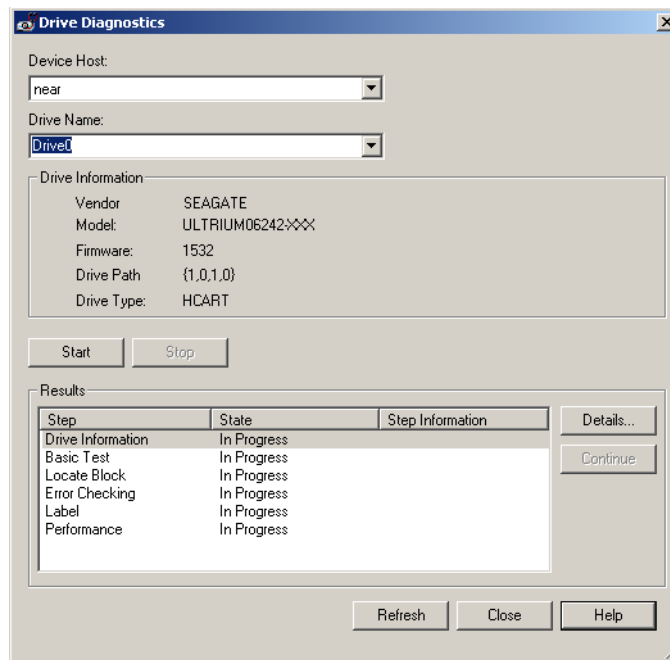 Drive Diagnostics
Device Host:
near
Drive Name:
Drive0
Drive Information
Vendor SEAGATE
Model: ULTRIUM06242-XXX
Firmware: 1532
Drive Path {1,0,1,0}
Drive Type: HCART
Start Stop
Results
Step State Step Information
Drive Information In Progress
Basic Test In Progress
Locate Block In Progress
Error Checking In Progress
Label In Progress
Performance In Progress
Details...
Continue
Refresh Close Help